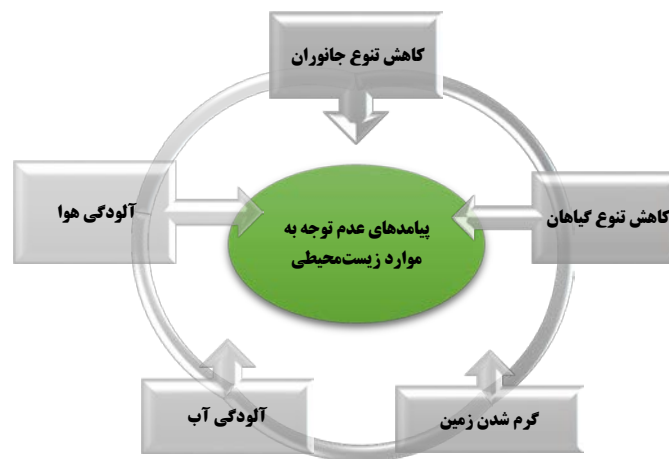 کاهش تنوع جانوران
آلودگی هوا
پیامدهای عدم توجه به
موارد زیست‌محیطی
کاهش تنوع گیاهان
آلودگی آب
گرم شدن زمین